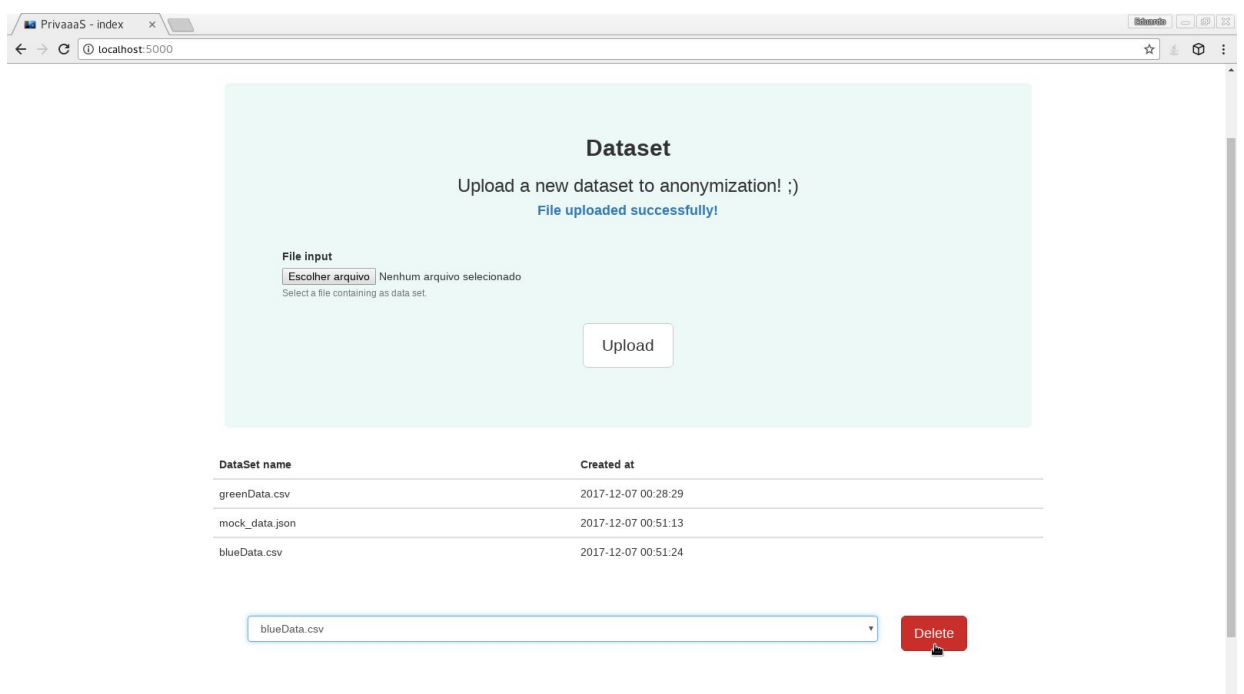 PrivaaaS - index
Eduardo
localhost:5000
Dataset
Upload a new dataset to anonymization! ;)
File uploaded successfully!
File input
Escolher arquivo Nenhum arquivo selecionado
Select a file containing as data set.
Upload
DataSet name Created at
greenData.csv 2017-12-07 00:28:29
mock_data.json 2017-12-07 00:51:13
blueData.csv 2017-12-07 00:51:24
blueData.csv Delete